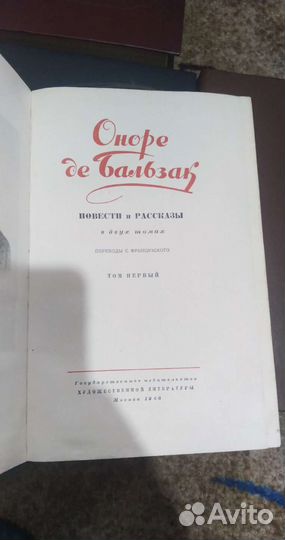 Оноре
де Бальзак
ПОВЕСТИ и РАССКАЗЫ
в двух томах
ПЕРЕВОДЫ С ФРАНЦУЗСКОГО
ТОМ ПЕРВЫЙ
Государственное издательство
ХУДОЖЕСТВЕННОЙ ЛИТЕРАТУРЫ
Москва
Avito